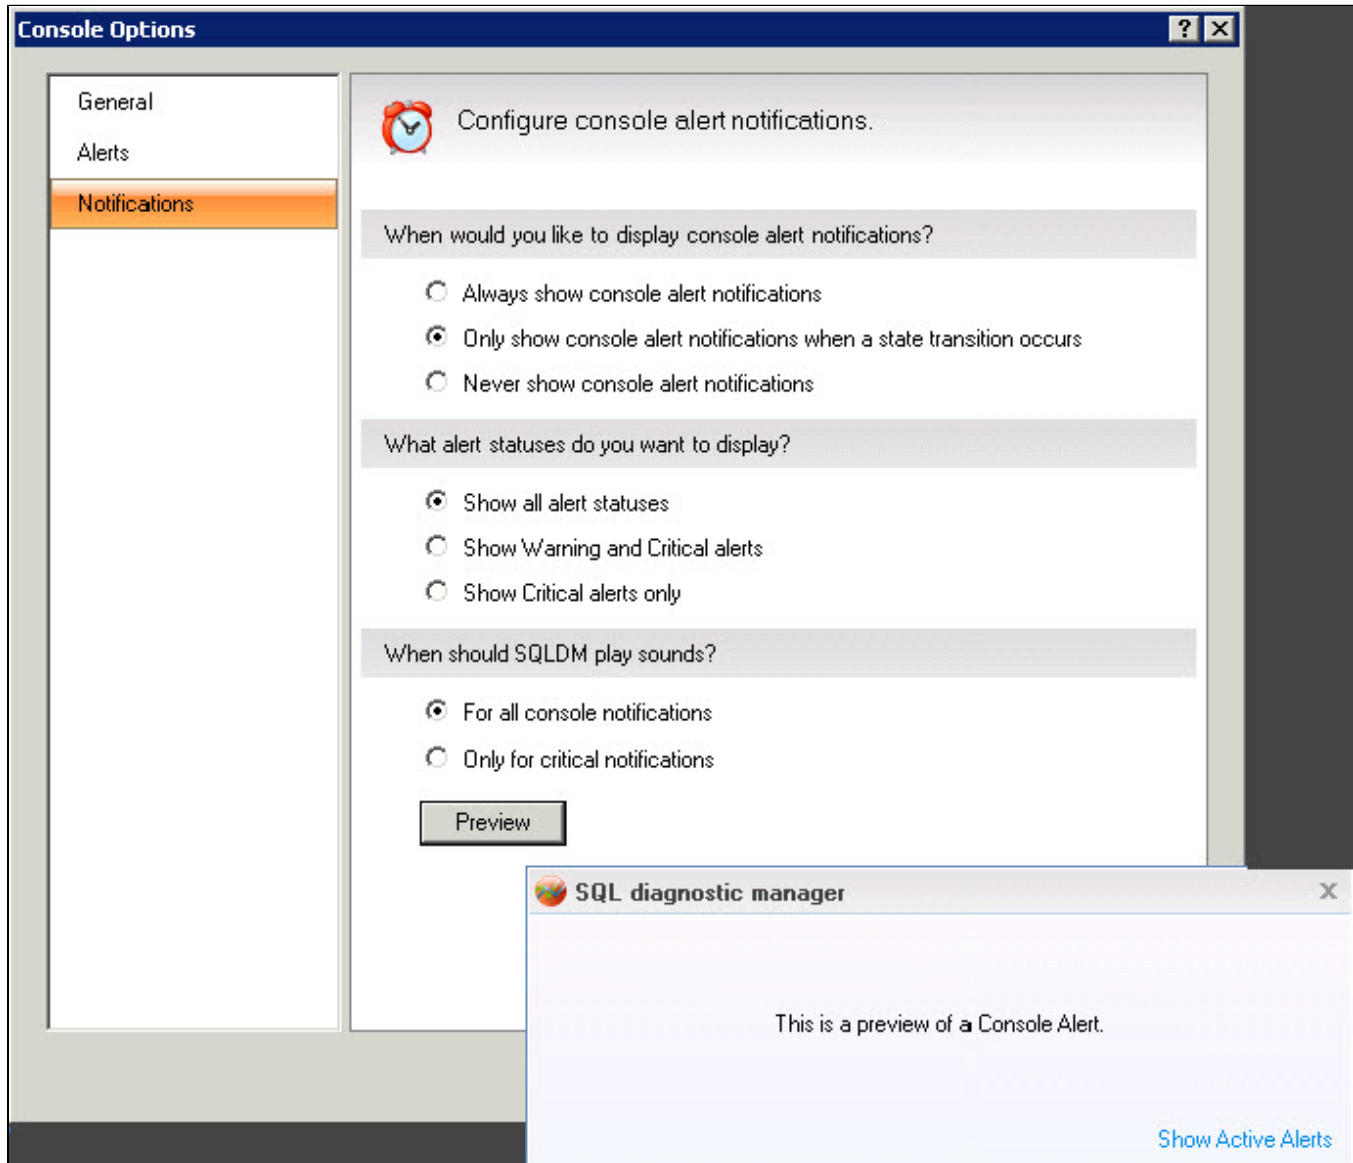 Console Options
?
General
Alerts
Notifications
Configure console alert notifications.
When would you like to display console alert notifications?
Always show console alert notifications
Only show console alert notifications when a state transition occurs
Never show console alert notifications
What alert statuses do you want to display?
Show all alert statuses
Show Warning and Critical alerts
Show Critical alerts only
When should SQLDM play sounds?
For all console notifications
Only for critical notifications
Preview
SQL diagnostic manager
This is a preview of a Console Alert.
Show Active Alerts